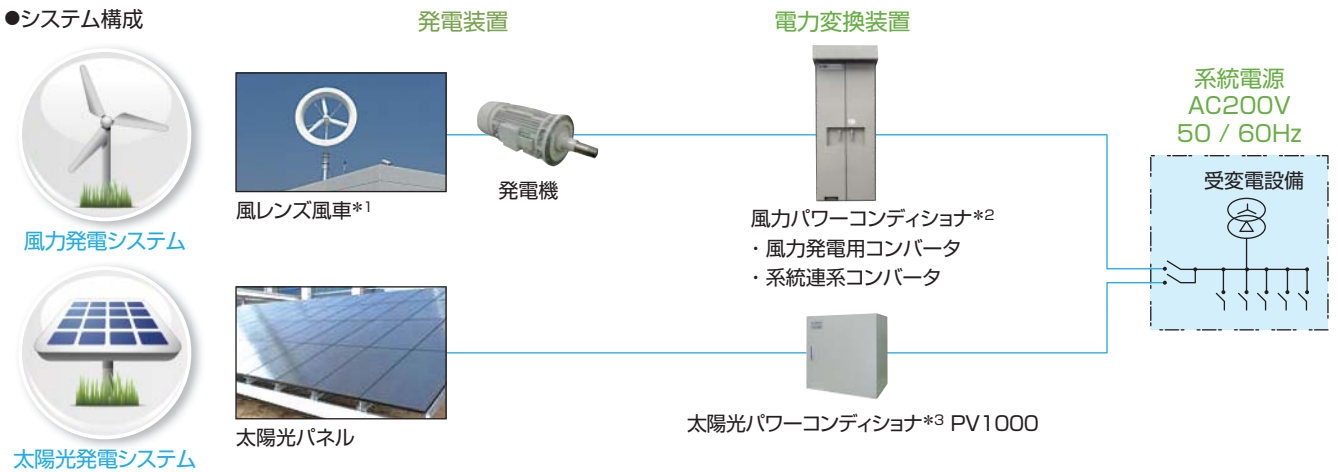 ●システム構成
発電装置
電力変換装置
系統電源
AC200V
50 / 60Hz
受変電設備
発電機
風レンズ風車*1
風力パワーコンディショナ*2
・風力発電用コンバータ
・系統連系コンバータ
風力発電システム
太陽光パネル
太陽光パワーコンディショナ*3 PV1000
太陽光発電システム